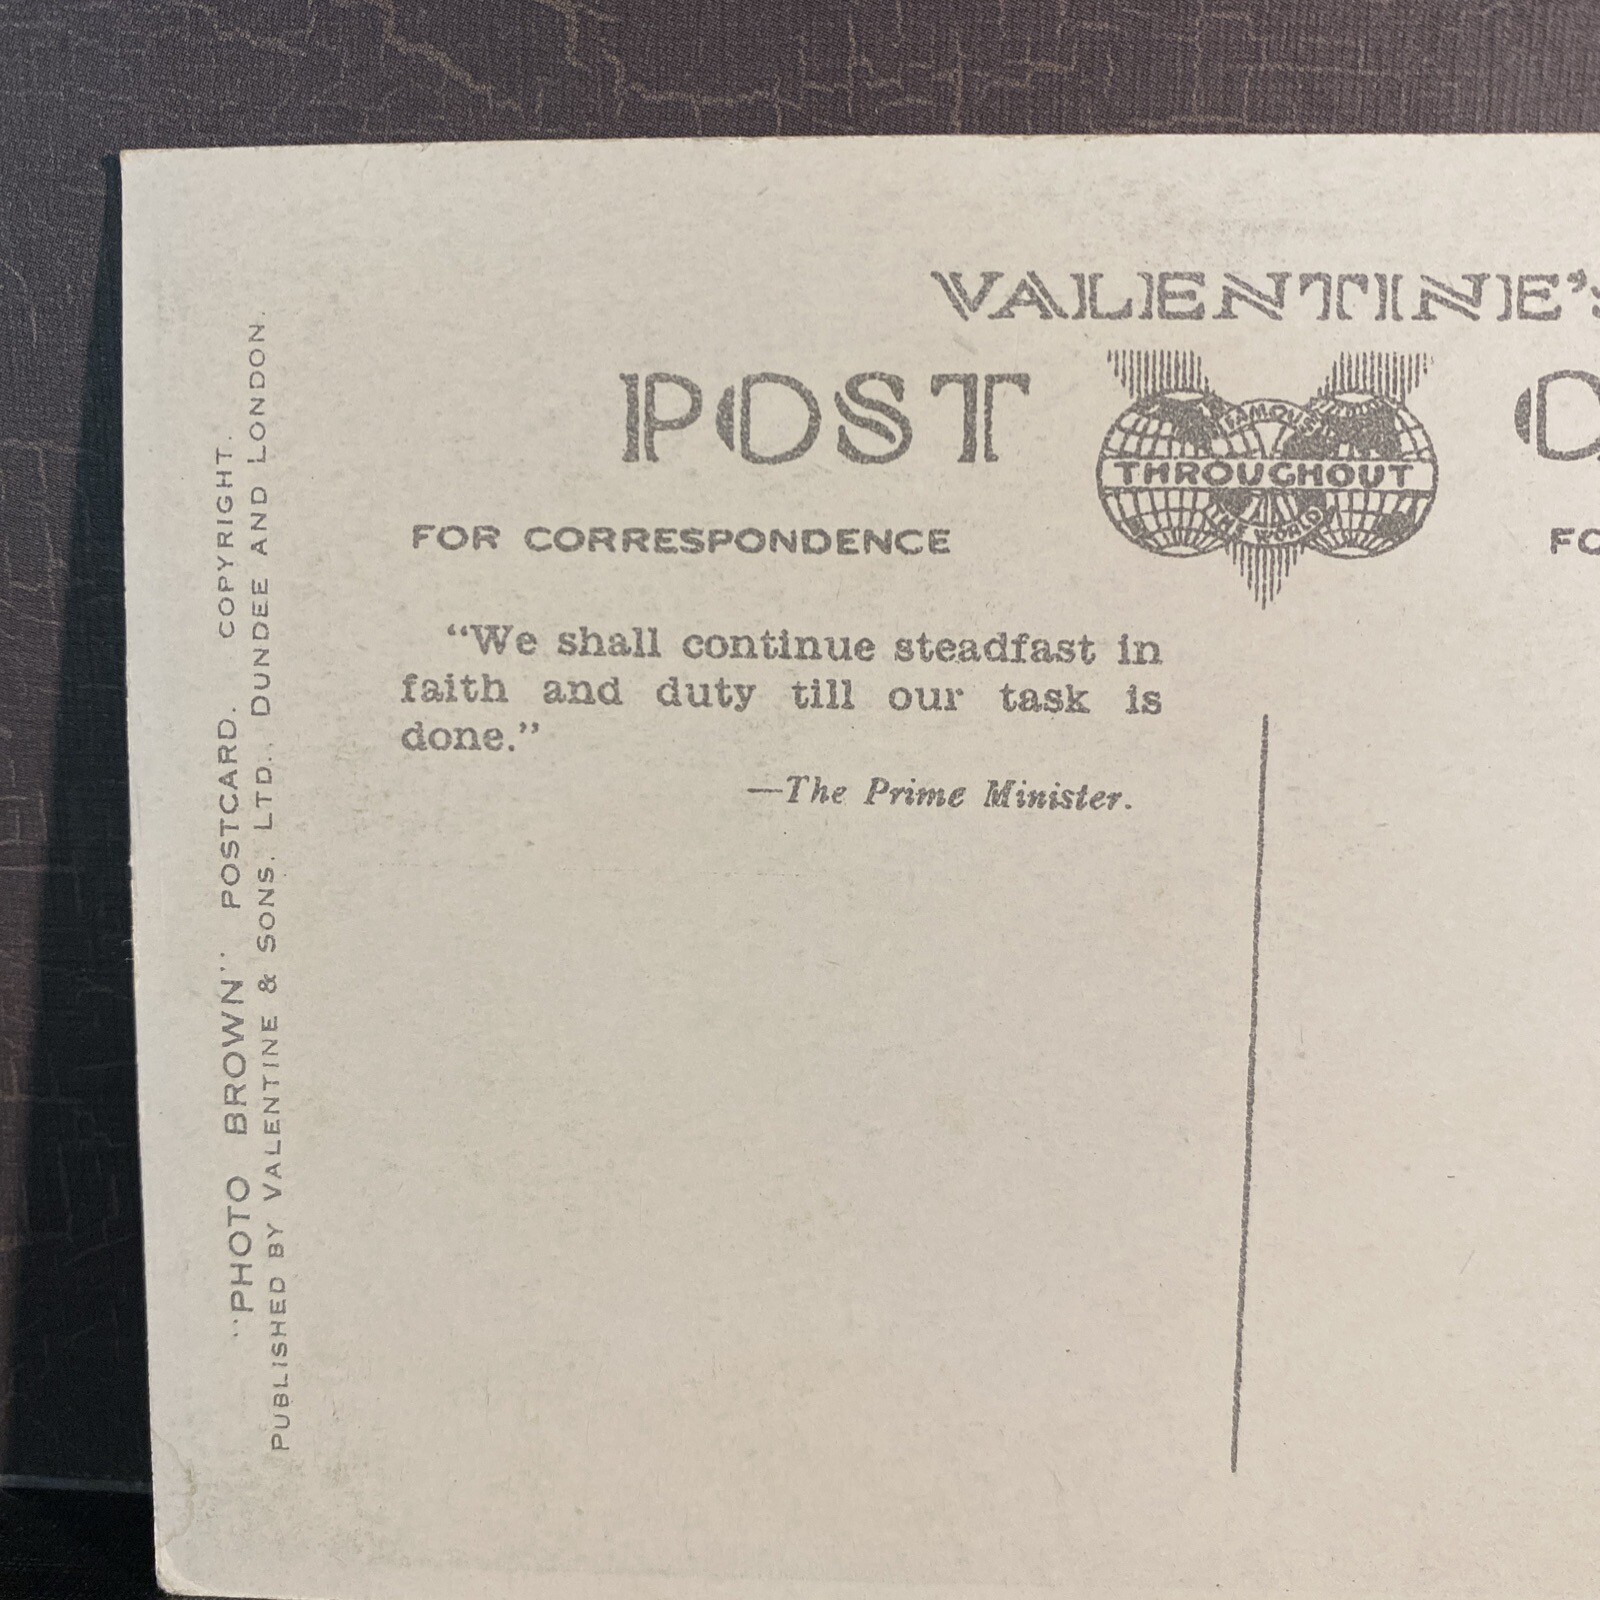 VALENTINE'S
POST
FAMOUS
THROUGHOUT
THE WORLD
FOR CORRESPONDENCE
"We shall continue steadfast in
faith and duty till our task is
done."
—The Prime Minister.
"PHOTO BROWN" POSTCARD. COPYRIGHT.
PUBLISHED BY VALENTINE & SONS. LTD., DUNDEE AND LONDON.